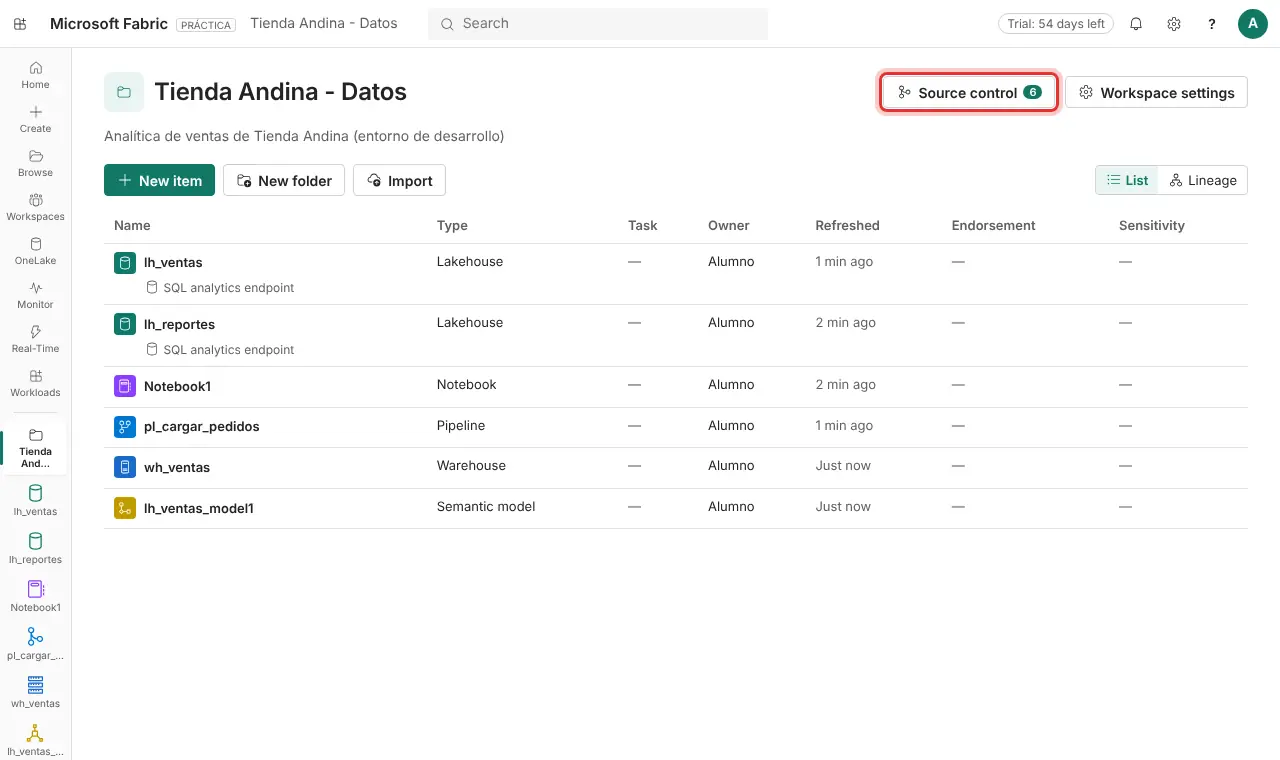 Microsoft Fabric PRÁCTICA Tienda Andina - Datos Search Trial: 54 days left ? A
Home
Create
Browse
Workspaces
OneLake
Monitor
Real-Time
Workloads
Tienda
And...
lh_ventas
lh_reportes
Notebook1
pl_cargar_...
wh_ventas
lh_ventas_...
Tienda Andina - Datos
Source control 6 Workspace settings
Analítica de ventas de Tienda Andina (entorno de desarrollo)
New item New folder Import List Lineage
Name Type Task Owner Refreshed Endorsement Sensitivity
lh_ventas Lakehouse — Alumno 1 min ago — —
SQL analytics endpoint
lh_reportes Lakehouse — Alumno 2 min ago — —
SQL analytics endpoint
Notebook1 Notebook — Alumno 2 min ago — —
pl_cargar_pedidos Pipeline — Alumno 1 min ago — —
wh_ventas Warehouse — Alumno Just now — —
lh_ventas_model1 Semantic model — Alumno Just now — —